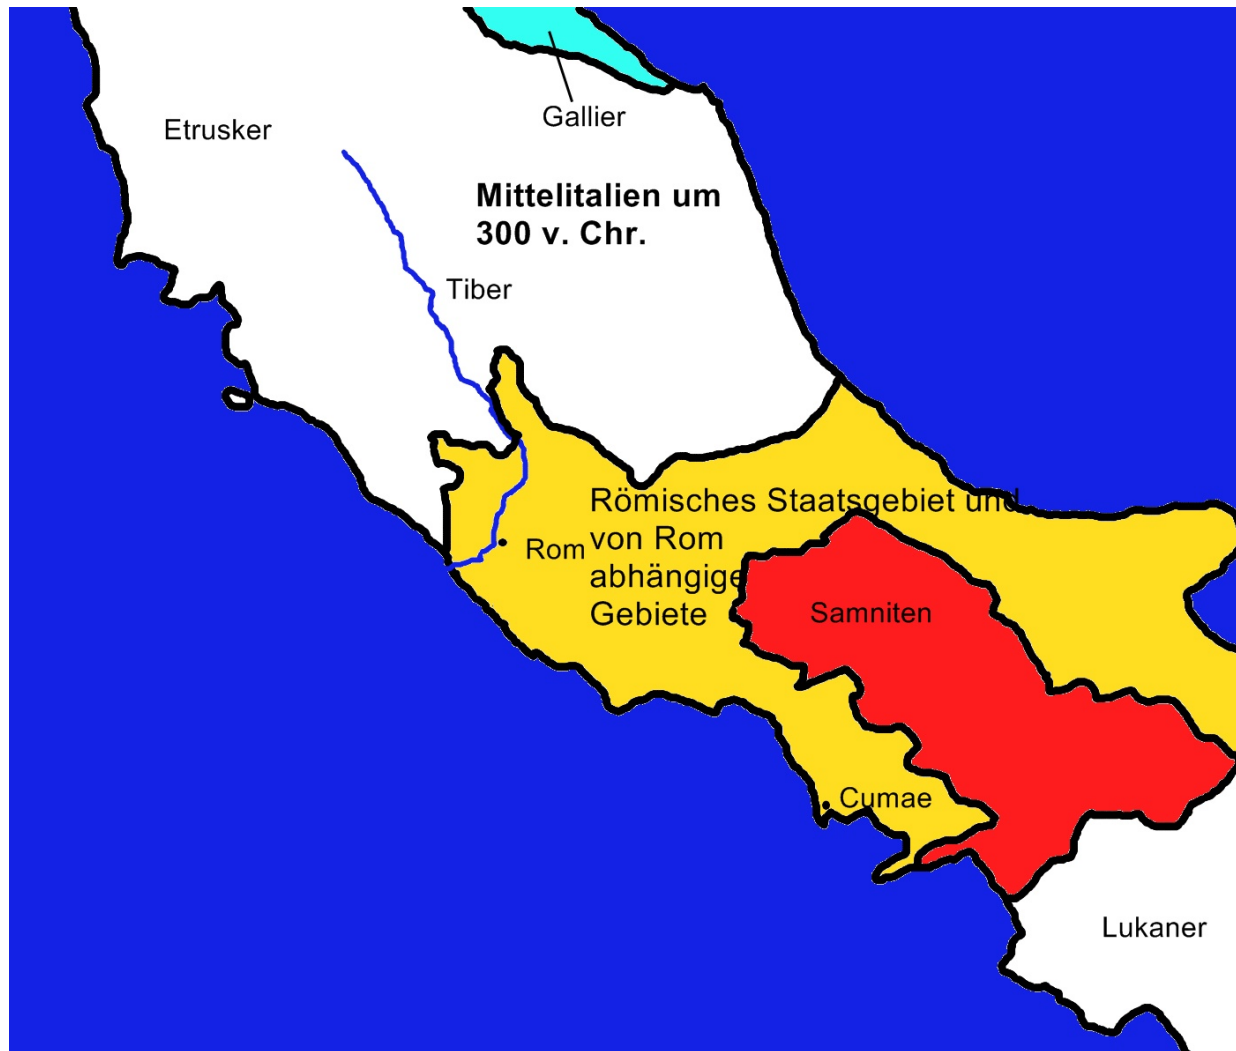 Gallier
Etrusker
Mittelitalien um
300 v. Chr.
Tiber
Römisches Staatsgebiet und
von Rom
abhängige
Gebiete
Rom
Samniten
Cumae
Lukaner